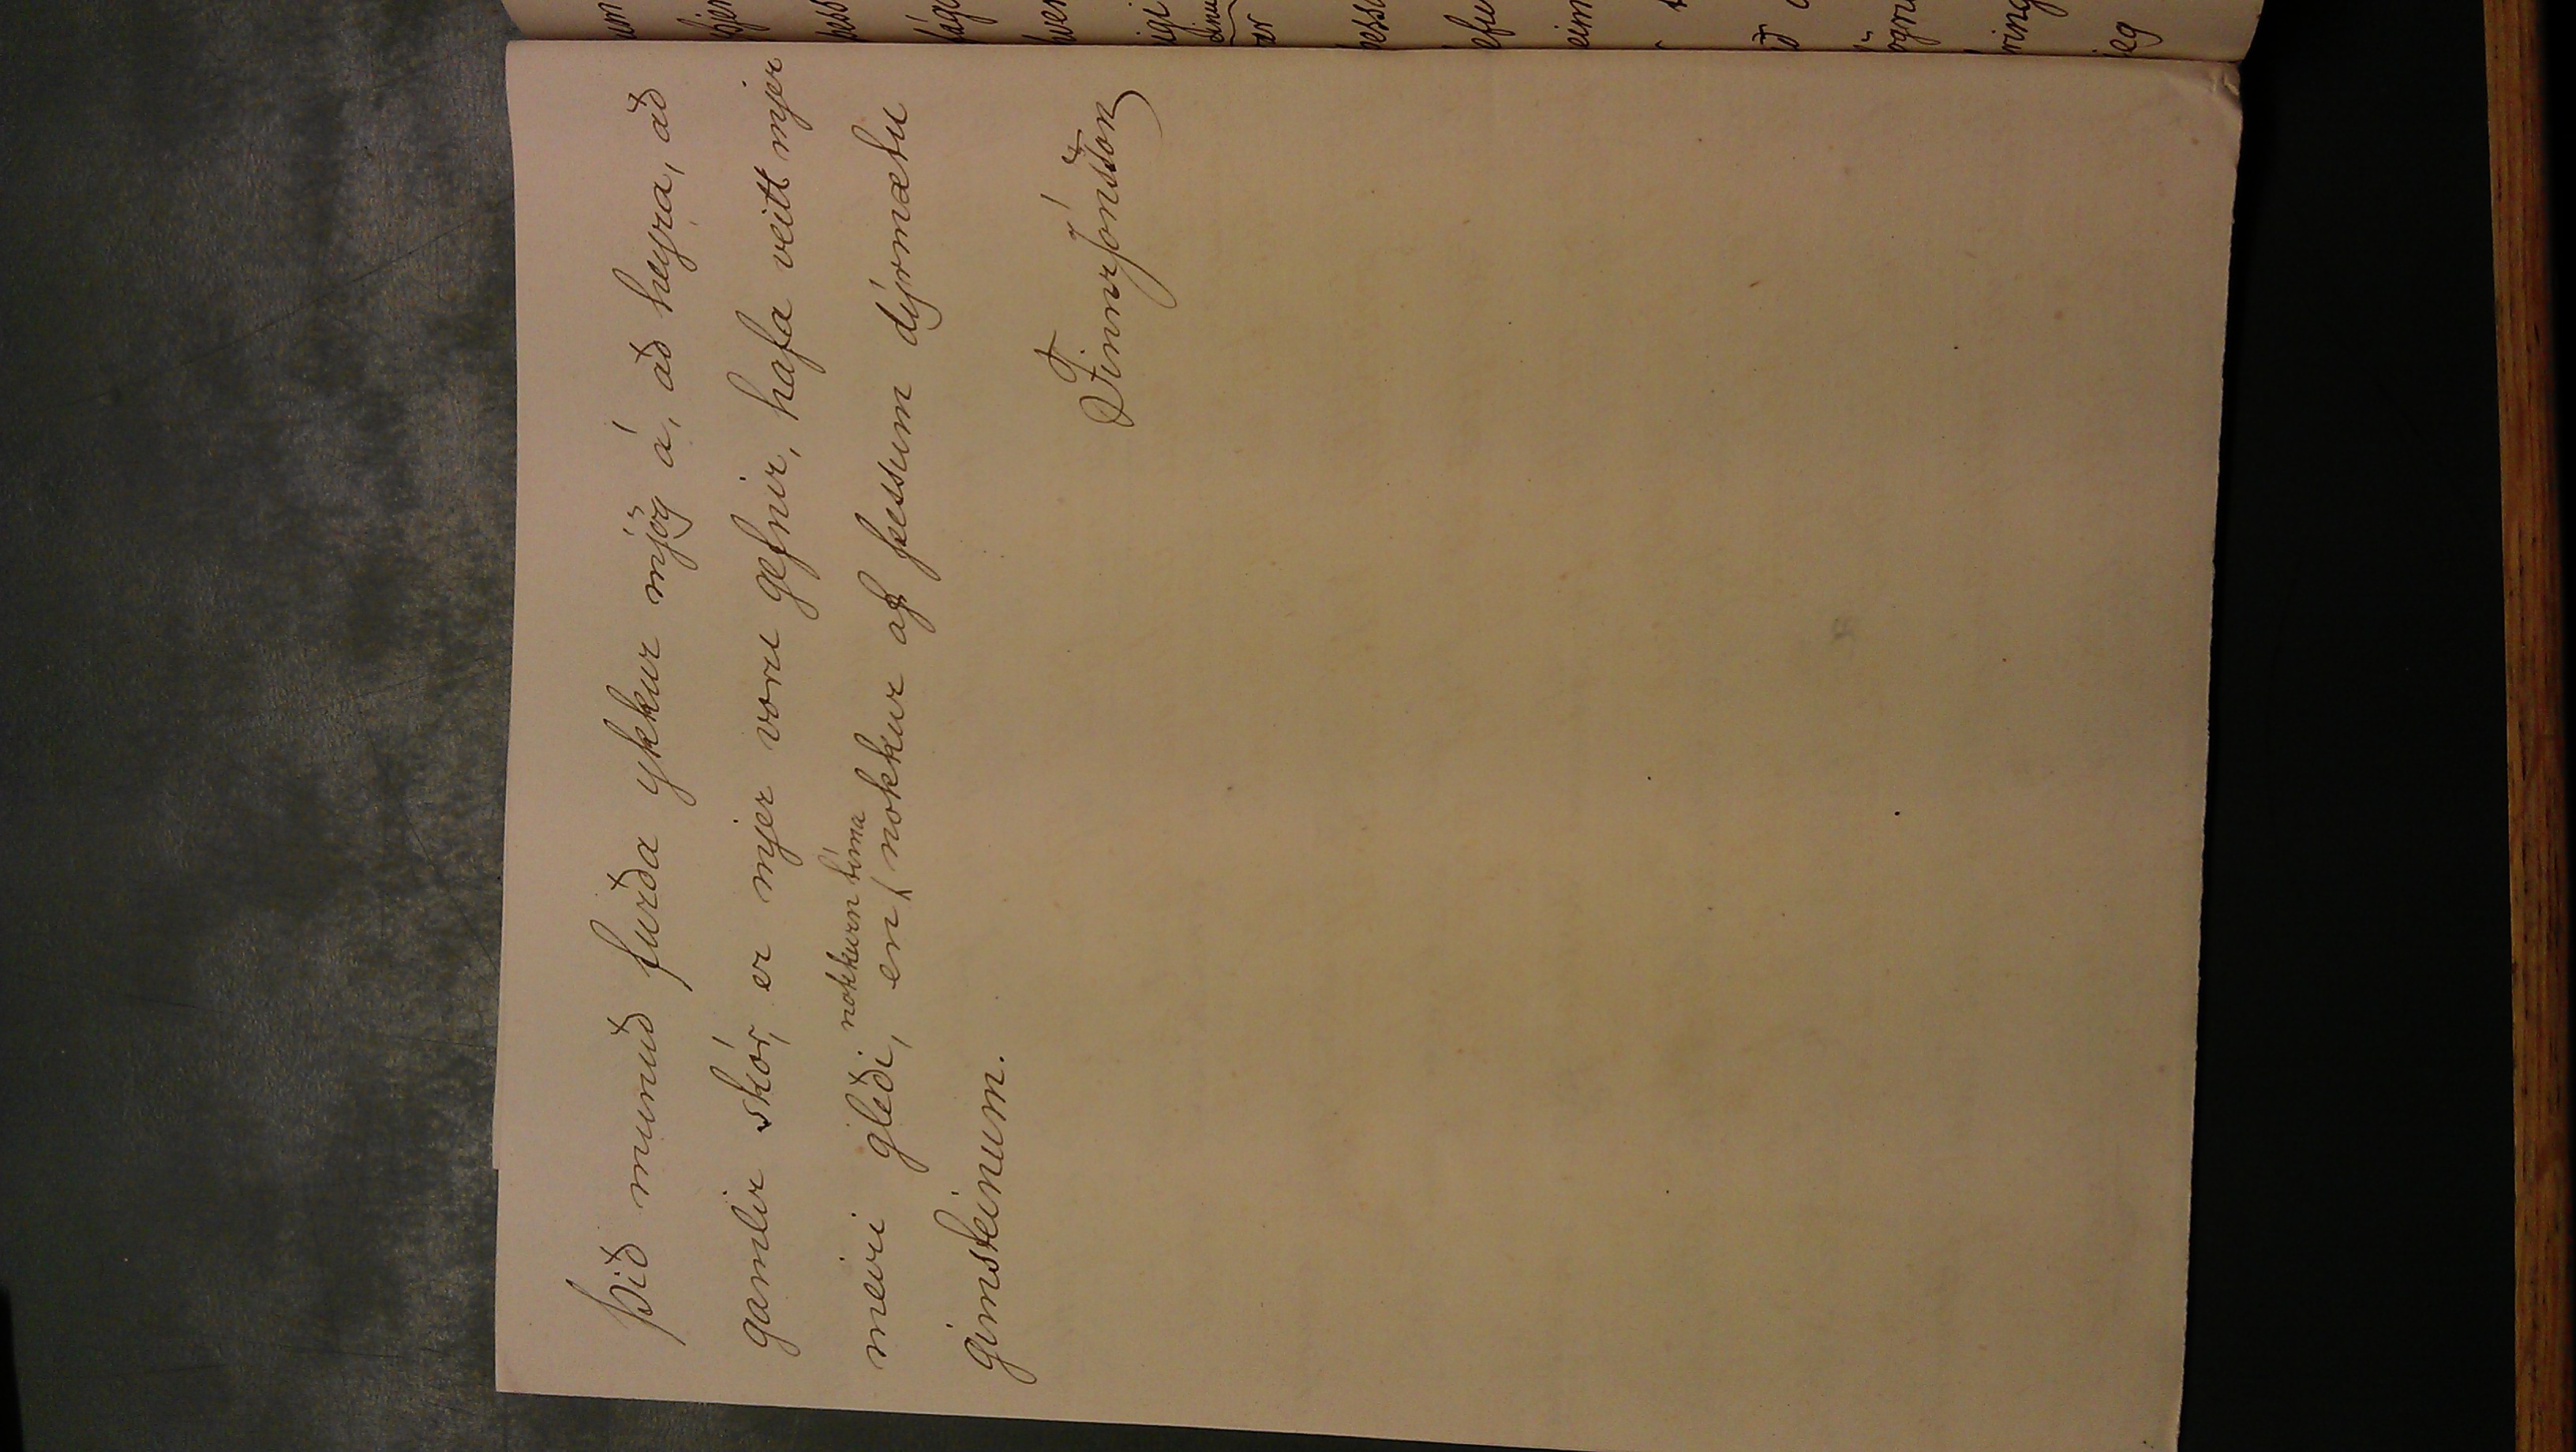 Þið munuð furða ykkur mjög á, að heyra, að
gamlir skór, er mjer voru gefnir, hafa veitt mjer
meiri gleði, en nokkurn tíma nokkur af þessum dýrmætu
gimsteinum.
Finnur Jónsson